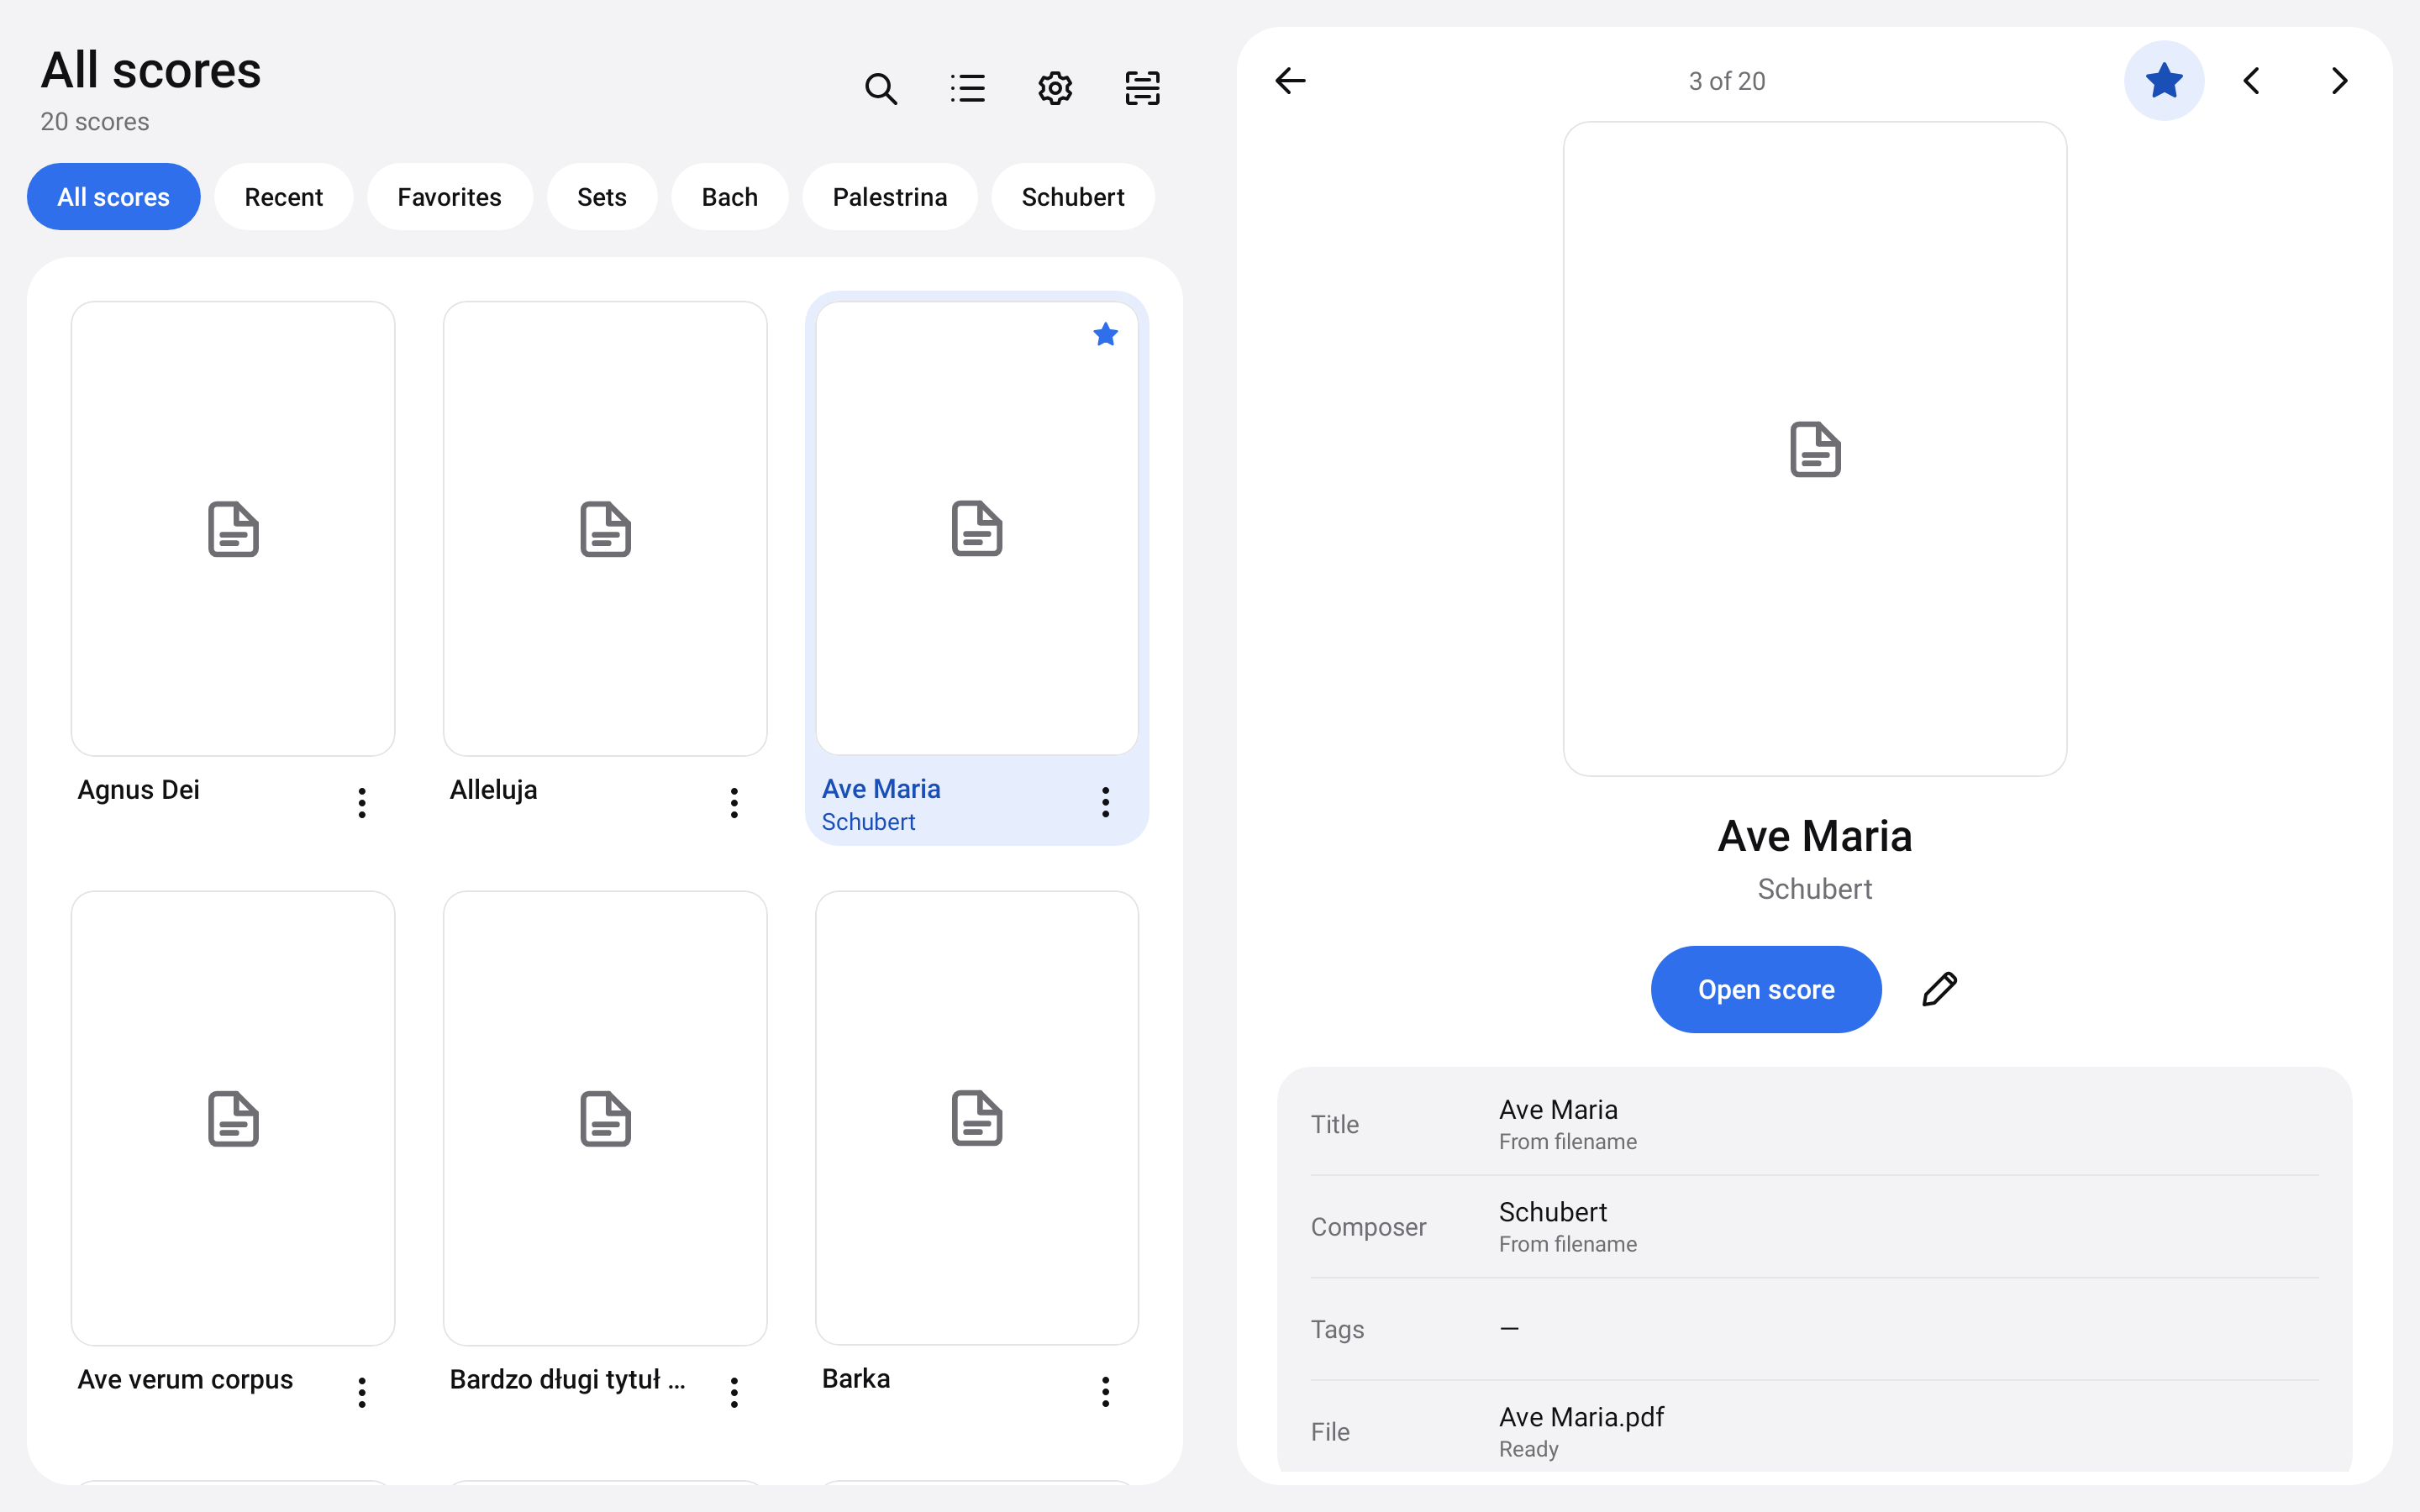 All scores
20 scores
All scores
Recent
Favorites
Sets
Bach
Palestrina
Schubert
Agnus Dei
Alleluja
Ave Maria
Schubert
Ave verum corpus
Bardzo długi tytuł ...
Barka
3 of 20
Ave Maria
Schubert
Open score
Title
Ave Maria
From filename
Composer
Schubert
From filename
Tags
—
File
Ave Maria.pdf
Ready